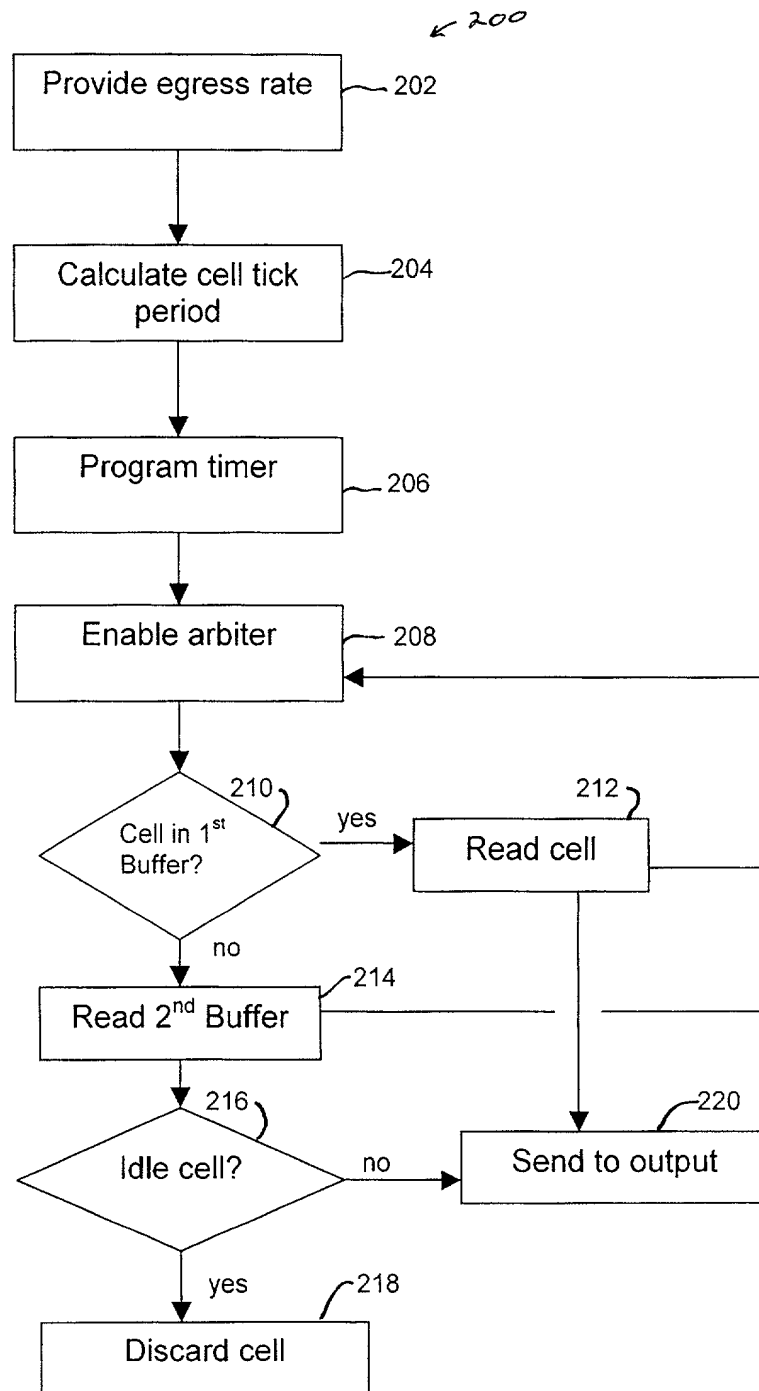 200
Provide egress rate
202
Calculate cell tick
period
204
Program timer
206
Enable arbiter
208
210
Cell in 1st
Buffer?
yes
212
Read cell
no
214
Read 2nd Buffer
216
Idle cell?
no
220
Send to output
yes
218
Discard cell